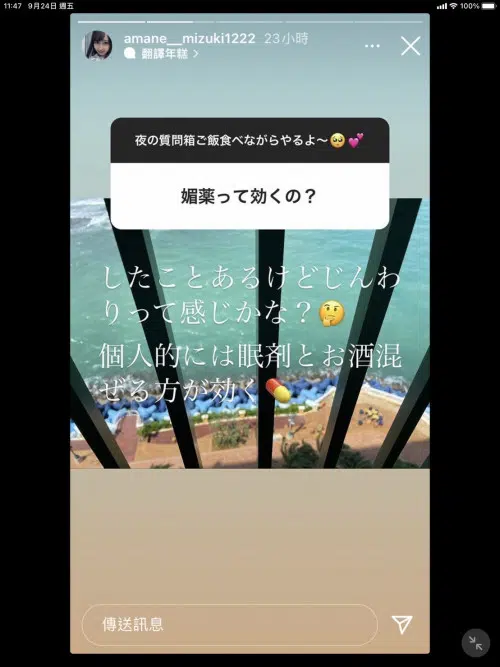 11:47 9月24日 週五
100%
amane__mizuki1222 23小時
翻譯年糕 >
夜の質問箱ご飯食べながらやるよ〜🥺💕
媚薬って効くの？
したことあるけどじんわ
りって感じかな？🤔
個人的には眠剤とお酒混
ぜる方が効く💊
傳送訊息